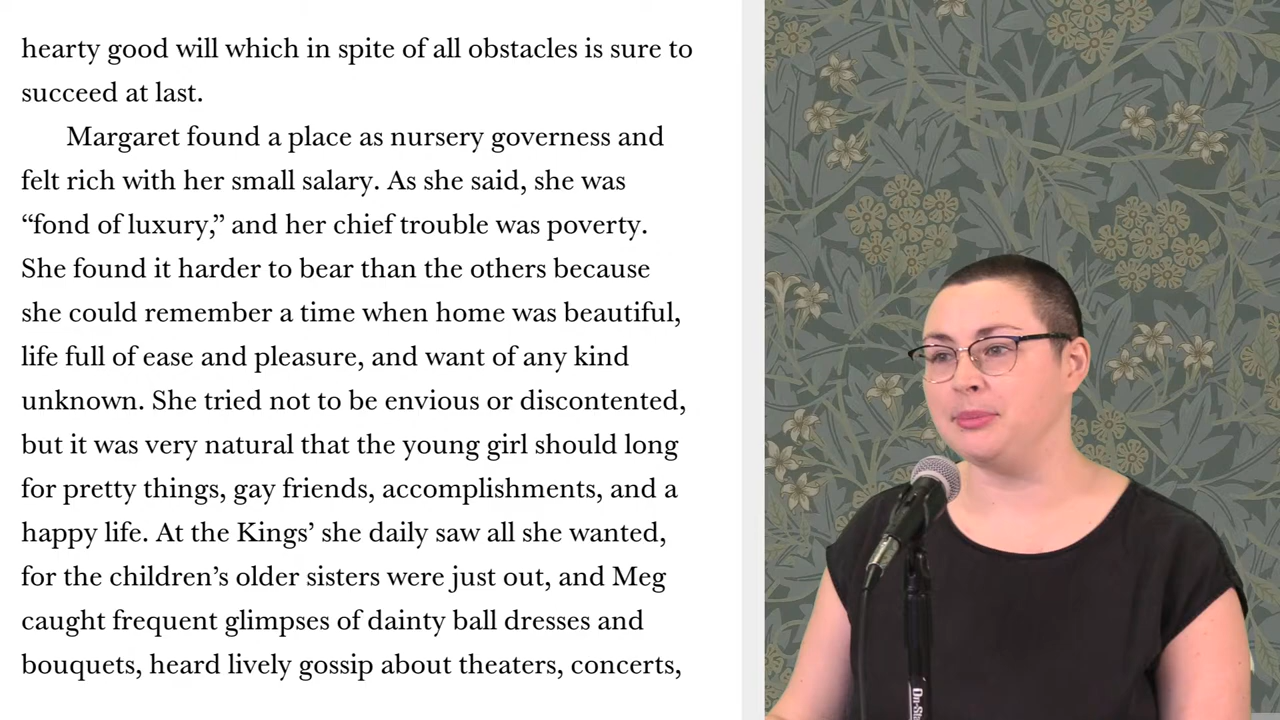 hearty good will which in spite of all obstacles is sure to
succeed at last.
Margaret found a place as nursery governess and
felt rich with her small salary. As she said, she was
“fond of luxury,” and her chief trouble was poverty.
She found it harder to bear than the others because
she could remember a time when home was beautiful,
life full of ease and pleasure, and want of any kind
unknown. She tried not to be envious or discontented,
but it was very natural that the young girl should long
for pretty things, gay friends, accomplishments, and a
happy life. At the Kings’ she daily saw all she wanted,
for the children’s older sisters were just out, and Meg
caught frequent glimpses of dainty ball dresses and
bouquets, heard lively gossip about theaters, concerts,